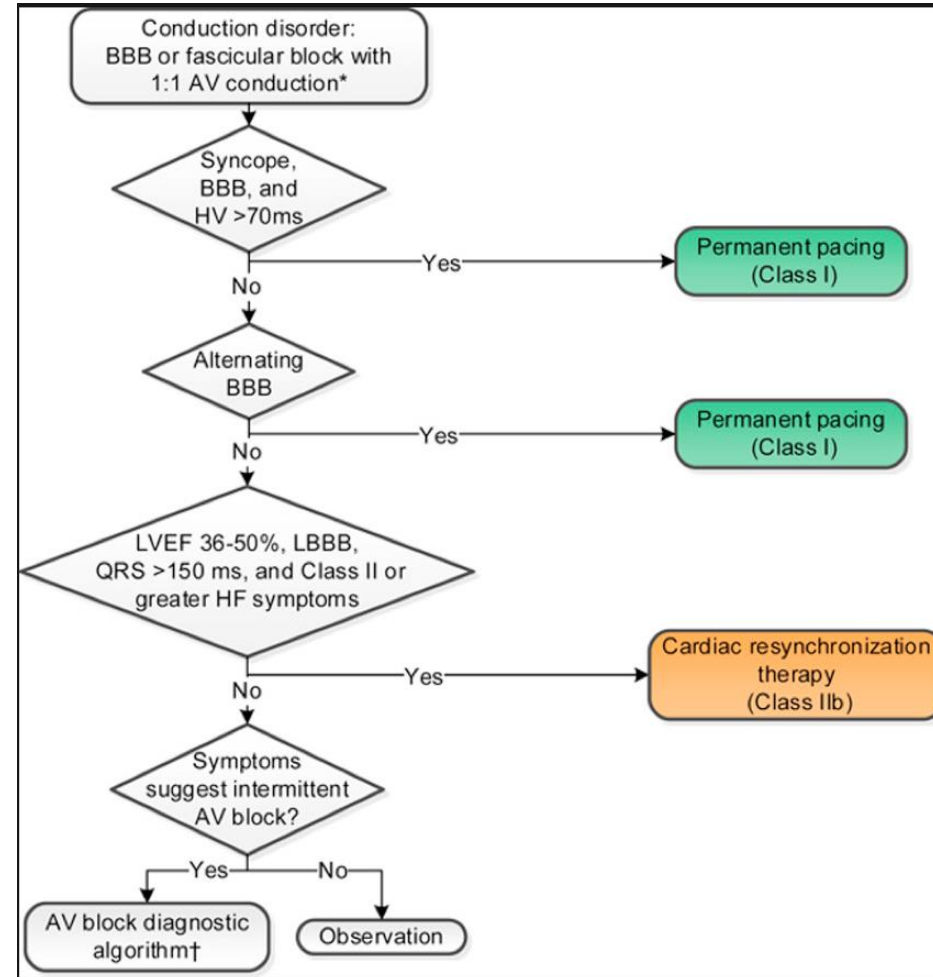 Conduction disorder:
BBB or fascicular block with
1:1 AV conduction*
Syncope,
BBB, and
HV >70ms
Yes
Permanent pacing
(Class I)
No
Alternating
BBB
Yes
Permanent pacing
(Class I)
No
LVEF 36-50%, LBBB,
QRS >150 ms, and Class II or
greater HF symptoms
Yes
Cardiac resynchronization
therapy
(Class IIb)
No
Symptoms
suggest intermittent
AV block?
Yes
No
AV block diagnostic
algorithm†
Observation